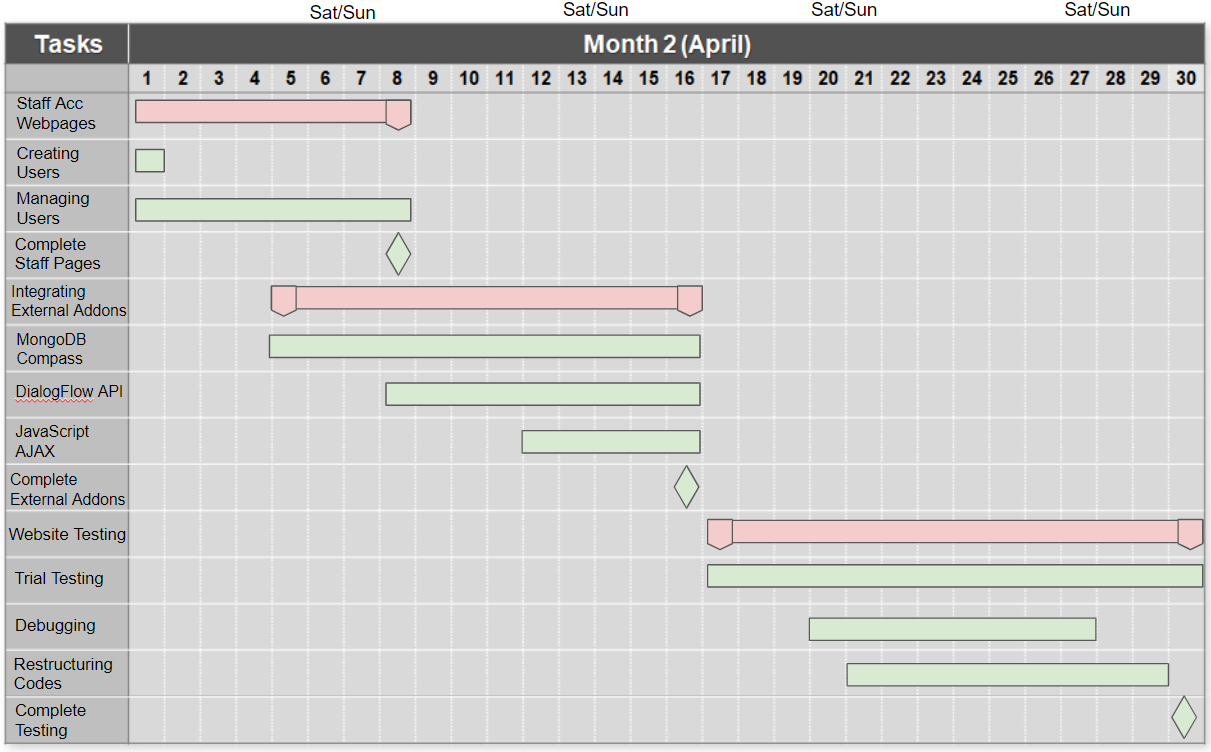 Sat/Sun Sat/Sun Sat/Sun Sat/Sun
Tasks Month 2 (April)
1 2 3 4 5 6 7 8 9 10 11 12 13 14 15 16 17 18 19 20 21 22 23 24 25 26 27 28 29 30
Staff Acc
Webpages
Creating
Users
Managing
Users
Complete
Staff Pages
Integrating
External Addons
MongoDB
Compass
DialogFlow API
JavaScript
AJAX
Complete
External Addons
Website Testing
Trial Testing
Debugging
Restructuring
Codes
Complete
Testing